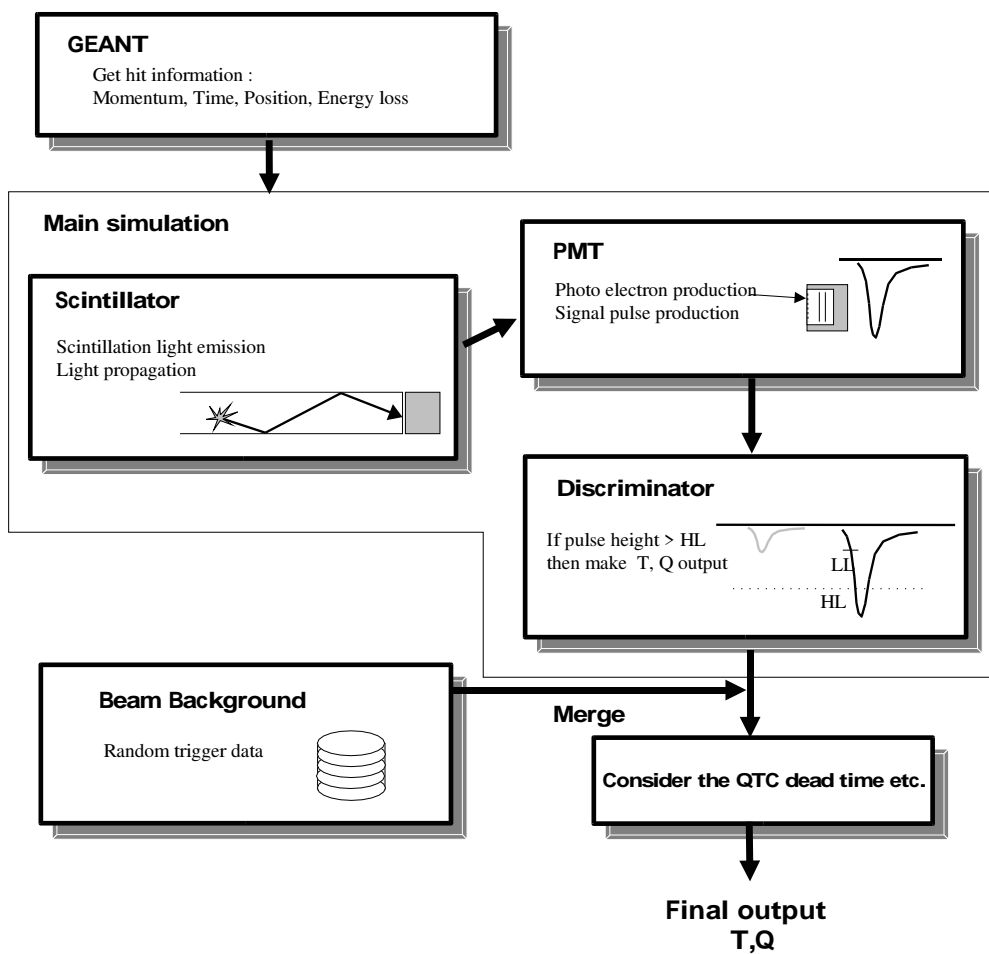 GEANT
Get hit information :
Momentum, Time, Position, Energy loss
Main simulation
Scintillator
Scintillation light emission
Light propagation
PMT
Photo electron production
Signal pulse production
Discriminator
If pulse height > HL
then make T, Q output
LL
HL
Beam Background
Random trigger data
Merge
Consider the QTC dead time etc.
Final output
T,Q